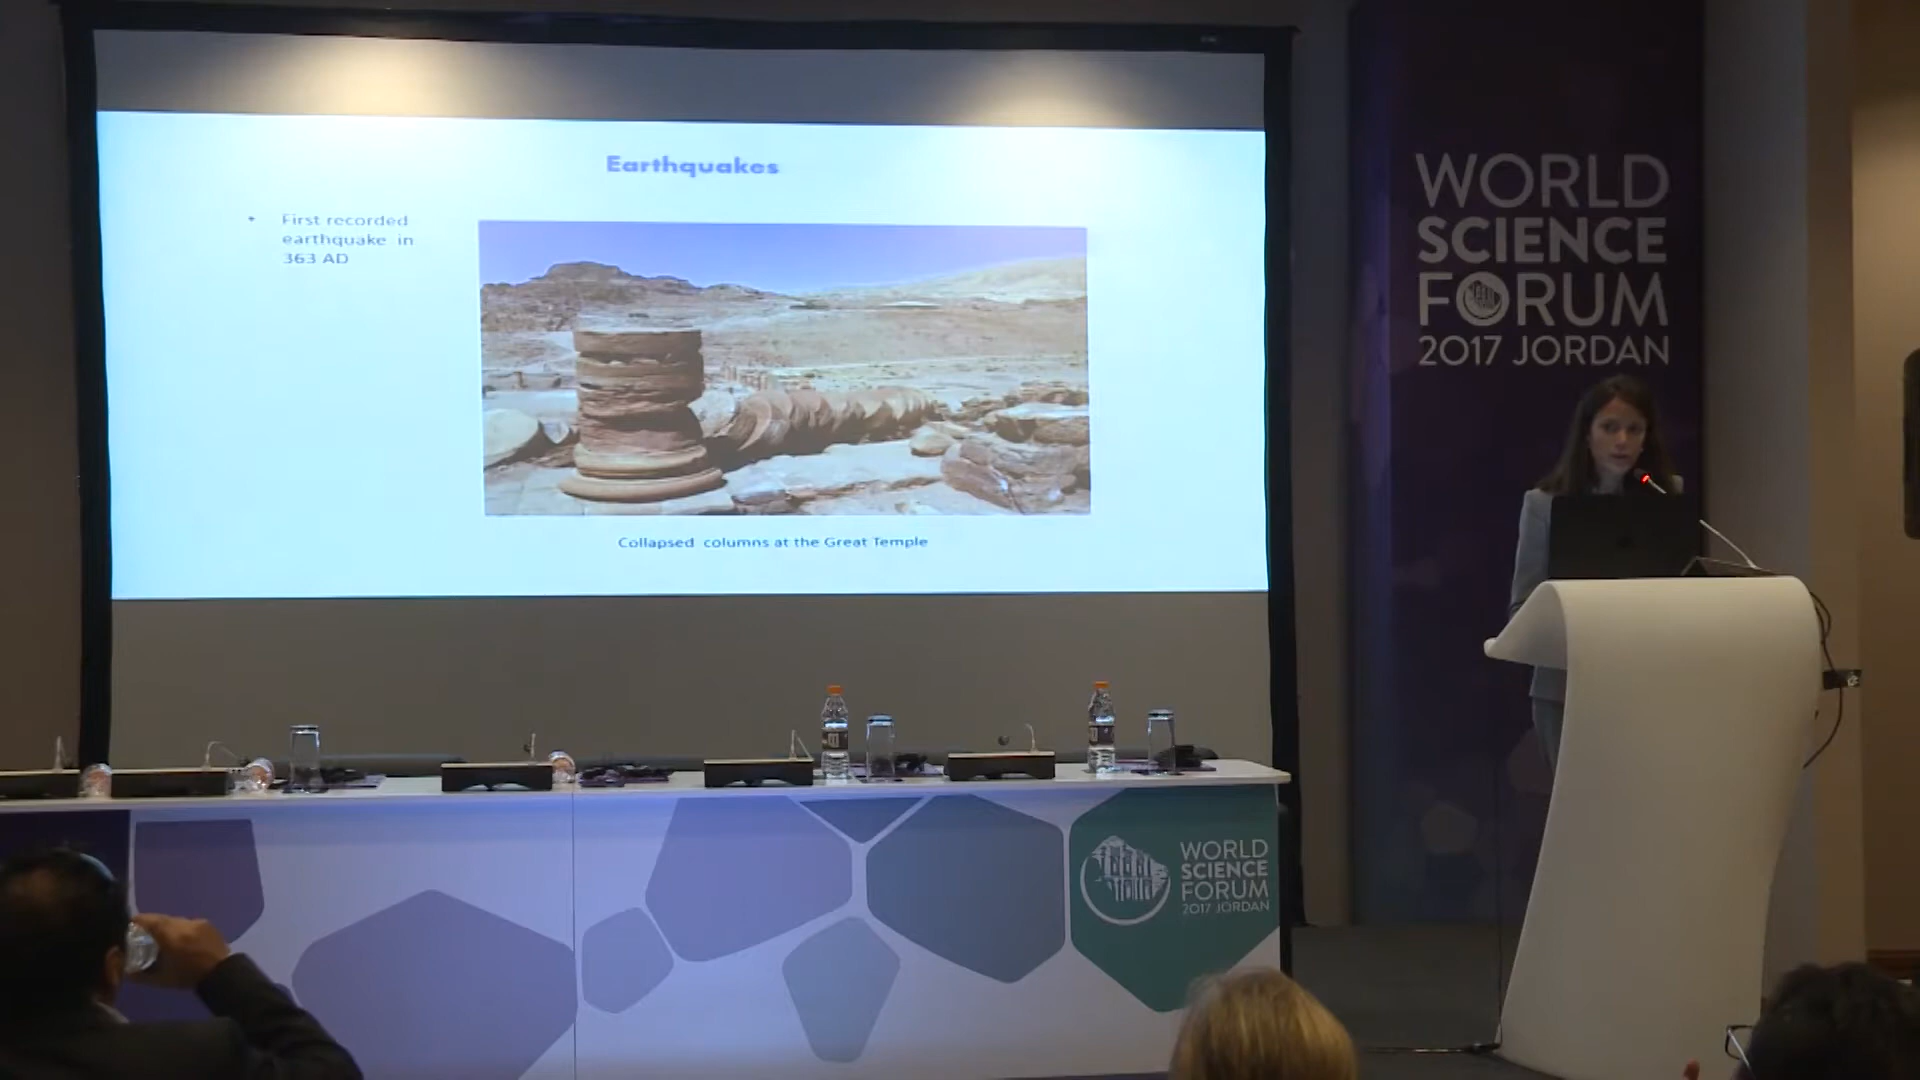 Earthquakes
• First recorded
earthquake in
363 AD
Collapsed columns at the Great Temple
WORLD
SCIENCE
FORUM
2017 JORDAN
WORLD
SCIENCE
FORUM
2017 JORDAN